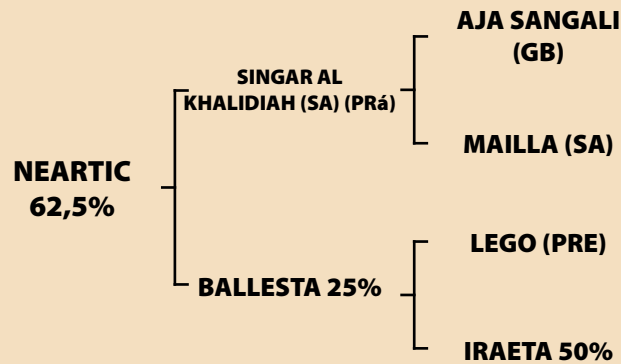 AJA SANGALI
(GB)
SINGAR AL
KHALIDIAH (SA) (PRá)
MAILLA (SA)
NEARTIC
62,5%
LEGO (PRE)
BALLESTA 25%
IRAETA 50%